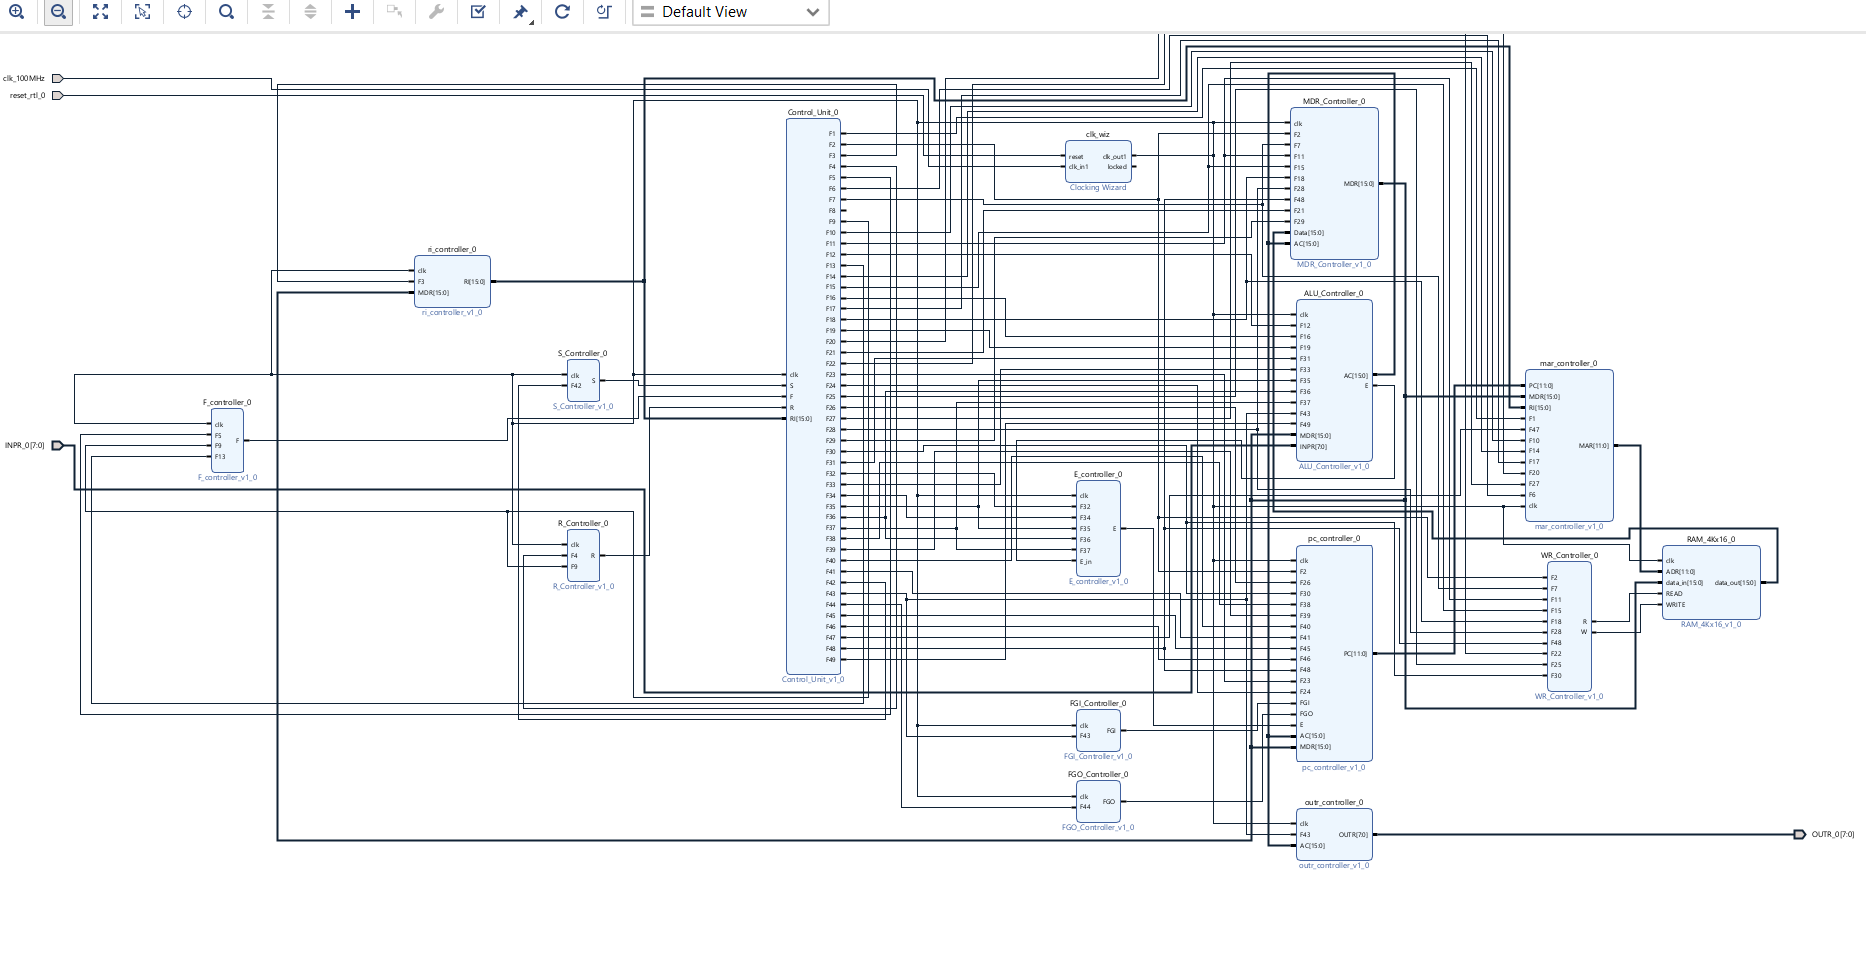 Default View
clk_100MHz
reset_rtl_0
INPR_0[7:0]
F_controller_0
clk
F5
F9
F13
F
F_controller_v1_0
ri_controller_0
clk
F3
MDR[15:0]
RI[15:0]
ri_controller_v1_0
S_Controller_0
clk
F42
S
S_Controller_v1_0
R_Controller_0
clk
F4
F9
R
R_Controller_v1_0
Control_Unit_0
clk
S
F
R
RI[15:0]
F1
F2
F3
F4
F5
F6
F7
F8
F9
F10
F11
F12
F13
F14
F15
F16
F17
F18
F19
F20
F21
F22
F23
F24
F25
F26
F27
F28
F29
F30
F31
F32
F33
F34
F35
F36
F37
F38
F39
F40
F41
F42
F43
F44
F45
F46
F47
F48
F49
Control_Unit_v1_0
clk_wiz
reset
clk_in1
clk_out1
locked
Clocking Wizard
E_controller_0
clk
F32
F34
F35
F36
F37
E_in
E
E_controller_v1_0
FGI_Controller_0
clk
F43
FGI
FGI_Controller_v1_0
FGO_Controller_0
clk
F44
FGO
FGO_Controller_v1_0
MDR_Controller_0
clk
F2
F7
F11
F15
F18
F28
F48
F21
F29
Data[15:0]
AC[15:0]
MDR[15:0]
MDR_Controller_v1_0
ALU_Controller_0
clk
F12
F16
F19
F31
F33
F35
F36
F37
F43
F49
MDR[15:0]
INPR[7:0]
AC[15:0]
E
ALU_Controller_v1_0
pc_controller_0
clk
F2
F26
F30
F38
F39
F40
F41
F45
F46
F48
F23
F24
FGI
FGO
E
AC[15:0]
MDR[15:0]
PC[11:0]
pc_controller_v1_0
outr_controller_0
clk
F43
AC[15:0]
OUTR[7:0]
outr_controller_v1_0
mar_controller_0
PC[11:0]
MDR[15:0]
RI[15:0]
F1
F47
F10
F14
F17
F20
F27
F6
clk
MAR[11:0]
mar_controller_v1_0
WR_Controller_0
F2
F7
F11
F15
F18
F28
F48
F22
F25
F30
R
W
WR_Controller_v1_0
RAM_4Kx16_0
clk
ADR[11:0]
data_in[15:0]
READ
WRITE
data_out[15:0]
RAM_4Kx16_v1_0
OUTR_0[7:0]